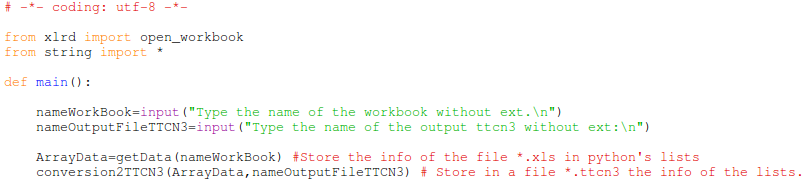 # -*- coding: utf-8 -*-
from xlrd import open_workbook
from string import *
def main():
nameWorkBook=input("Type the name of the workbook without ext.\n")
nameOutputFileTTCN3=input("Type the name of the output ttcn3 without ext:\n")
ArrayData=getData(nameWorkBook) #Store the info of the file *.xls in python's lists
conversion2TTCN3(ArrayData,nameOutputFileTTCN3) # Store in a file *.ttcn3 the info of the lists.